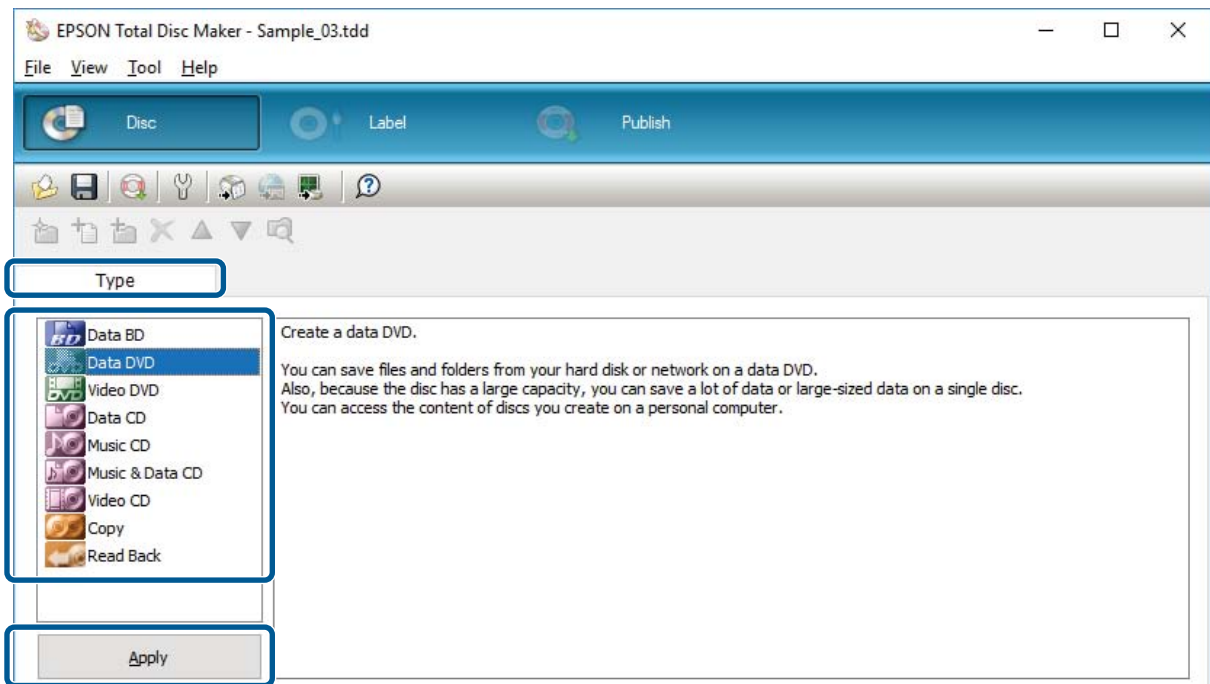 EPSON Total Disc Maker - Sample_03.tdd
File View Tool Help
Disc Label Publish
Type
Data BD
Data DVD
Video DVD
Data CD
Music CD
Music & Data CD
Video CD
Copy
Read Back
Create a data DVD.
You can save files and folders from your hard disk or network on a data DVD.
Also, because the disc has a large capacity, you can save a lot of data or large-sized data on a single disc.
You can access the content of discs you create on a personal computer.
Apply